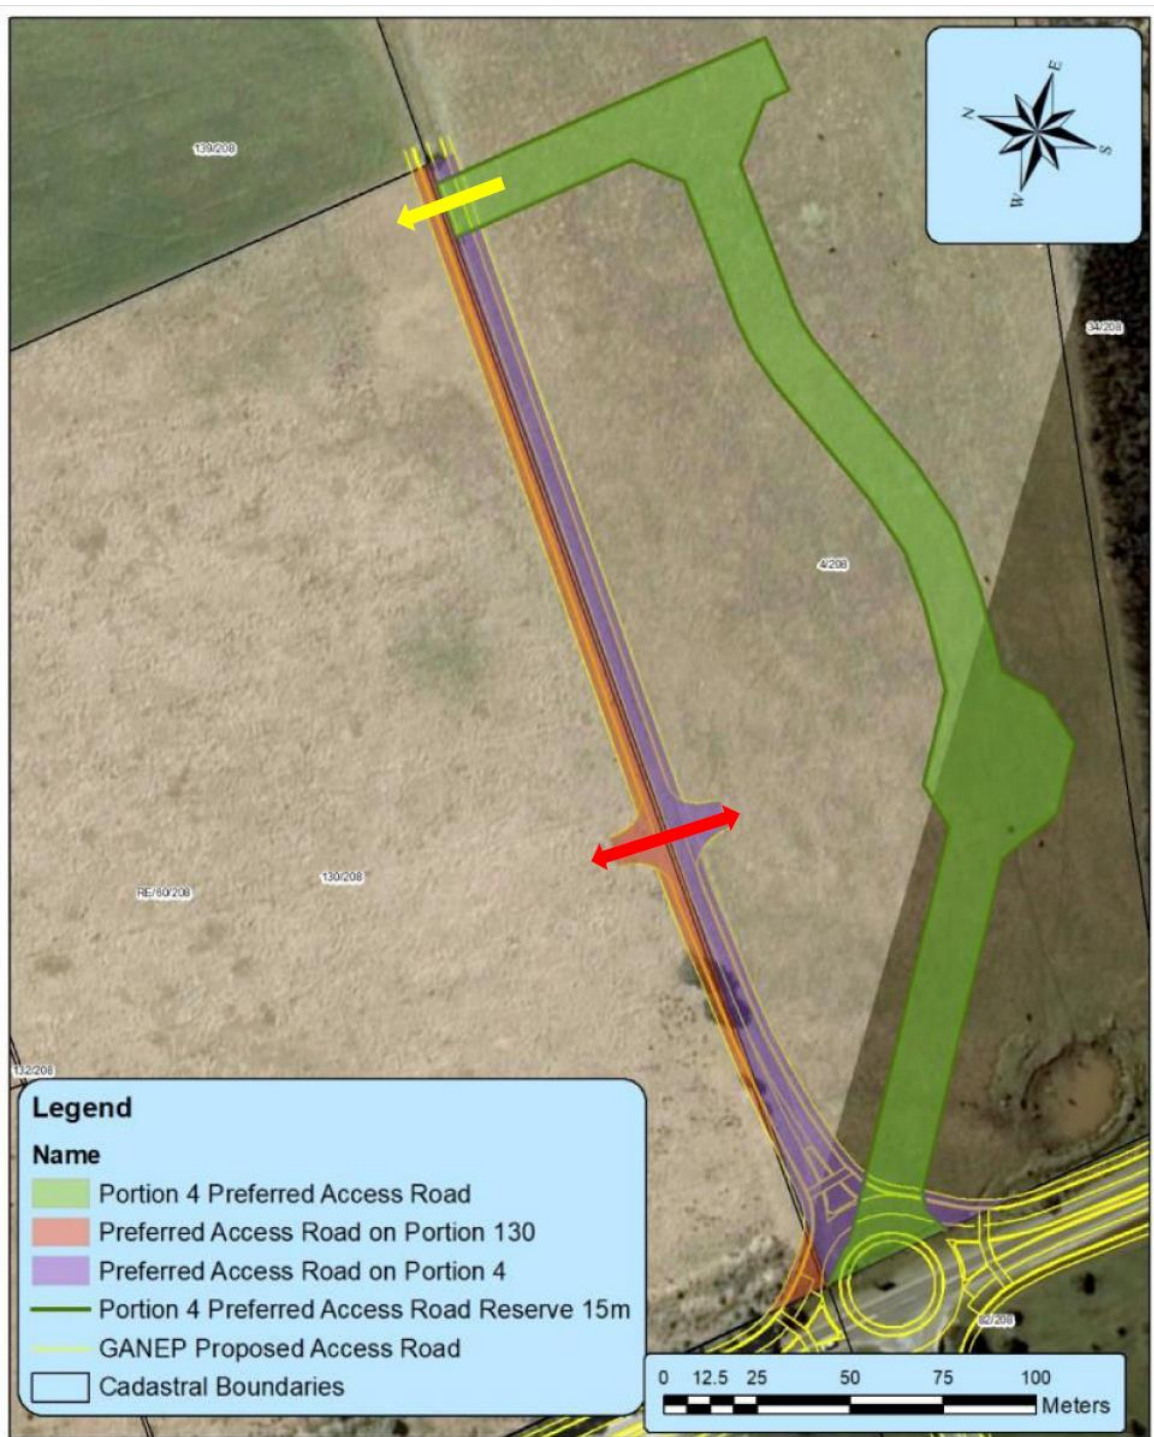 139/208
E
N
S
W
34/208
4/208
130/208
RE/60/208
132/208
Legend
Name
Portion 4 Preferred Access Road
Preferred Access Road on Portion 130
Preferred Access Road on Portion 4
Portion 4 Preferred Access Road Reserve 15m
GANEP Proposed Access Road
Cadastral Boundaries
62/208
0 12.5 25 50 75 100
Meters